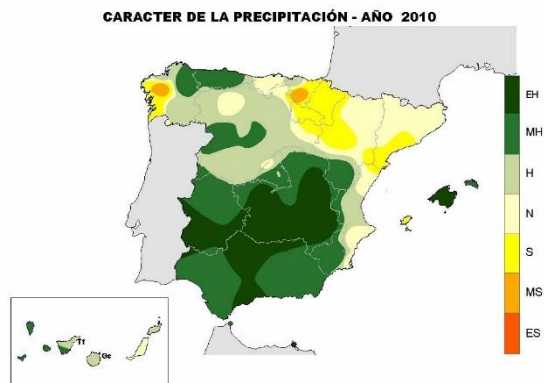 CARACTER DE LA PRECIPITACIÓN - AÑO 2010
EH
MH
H
N
S
MS
ES
Tf
Gc